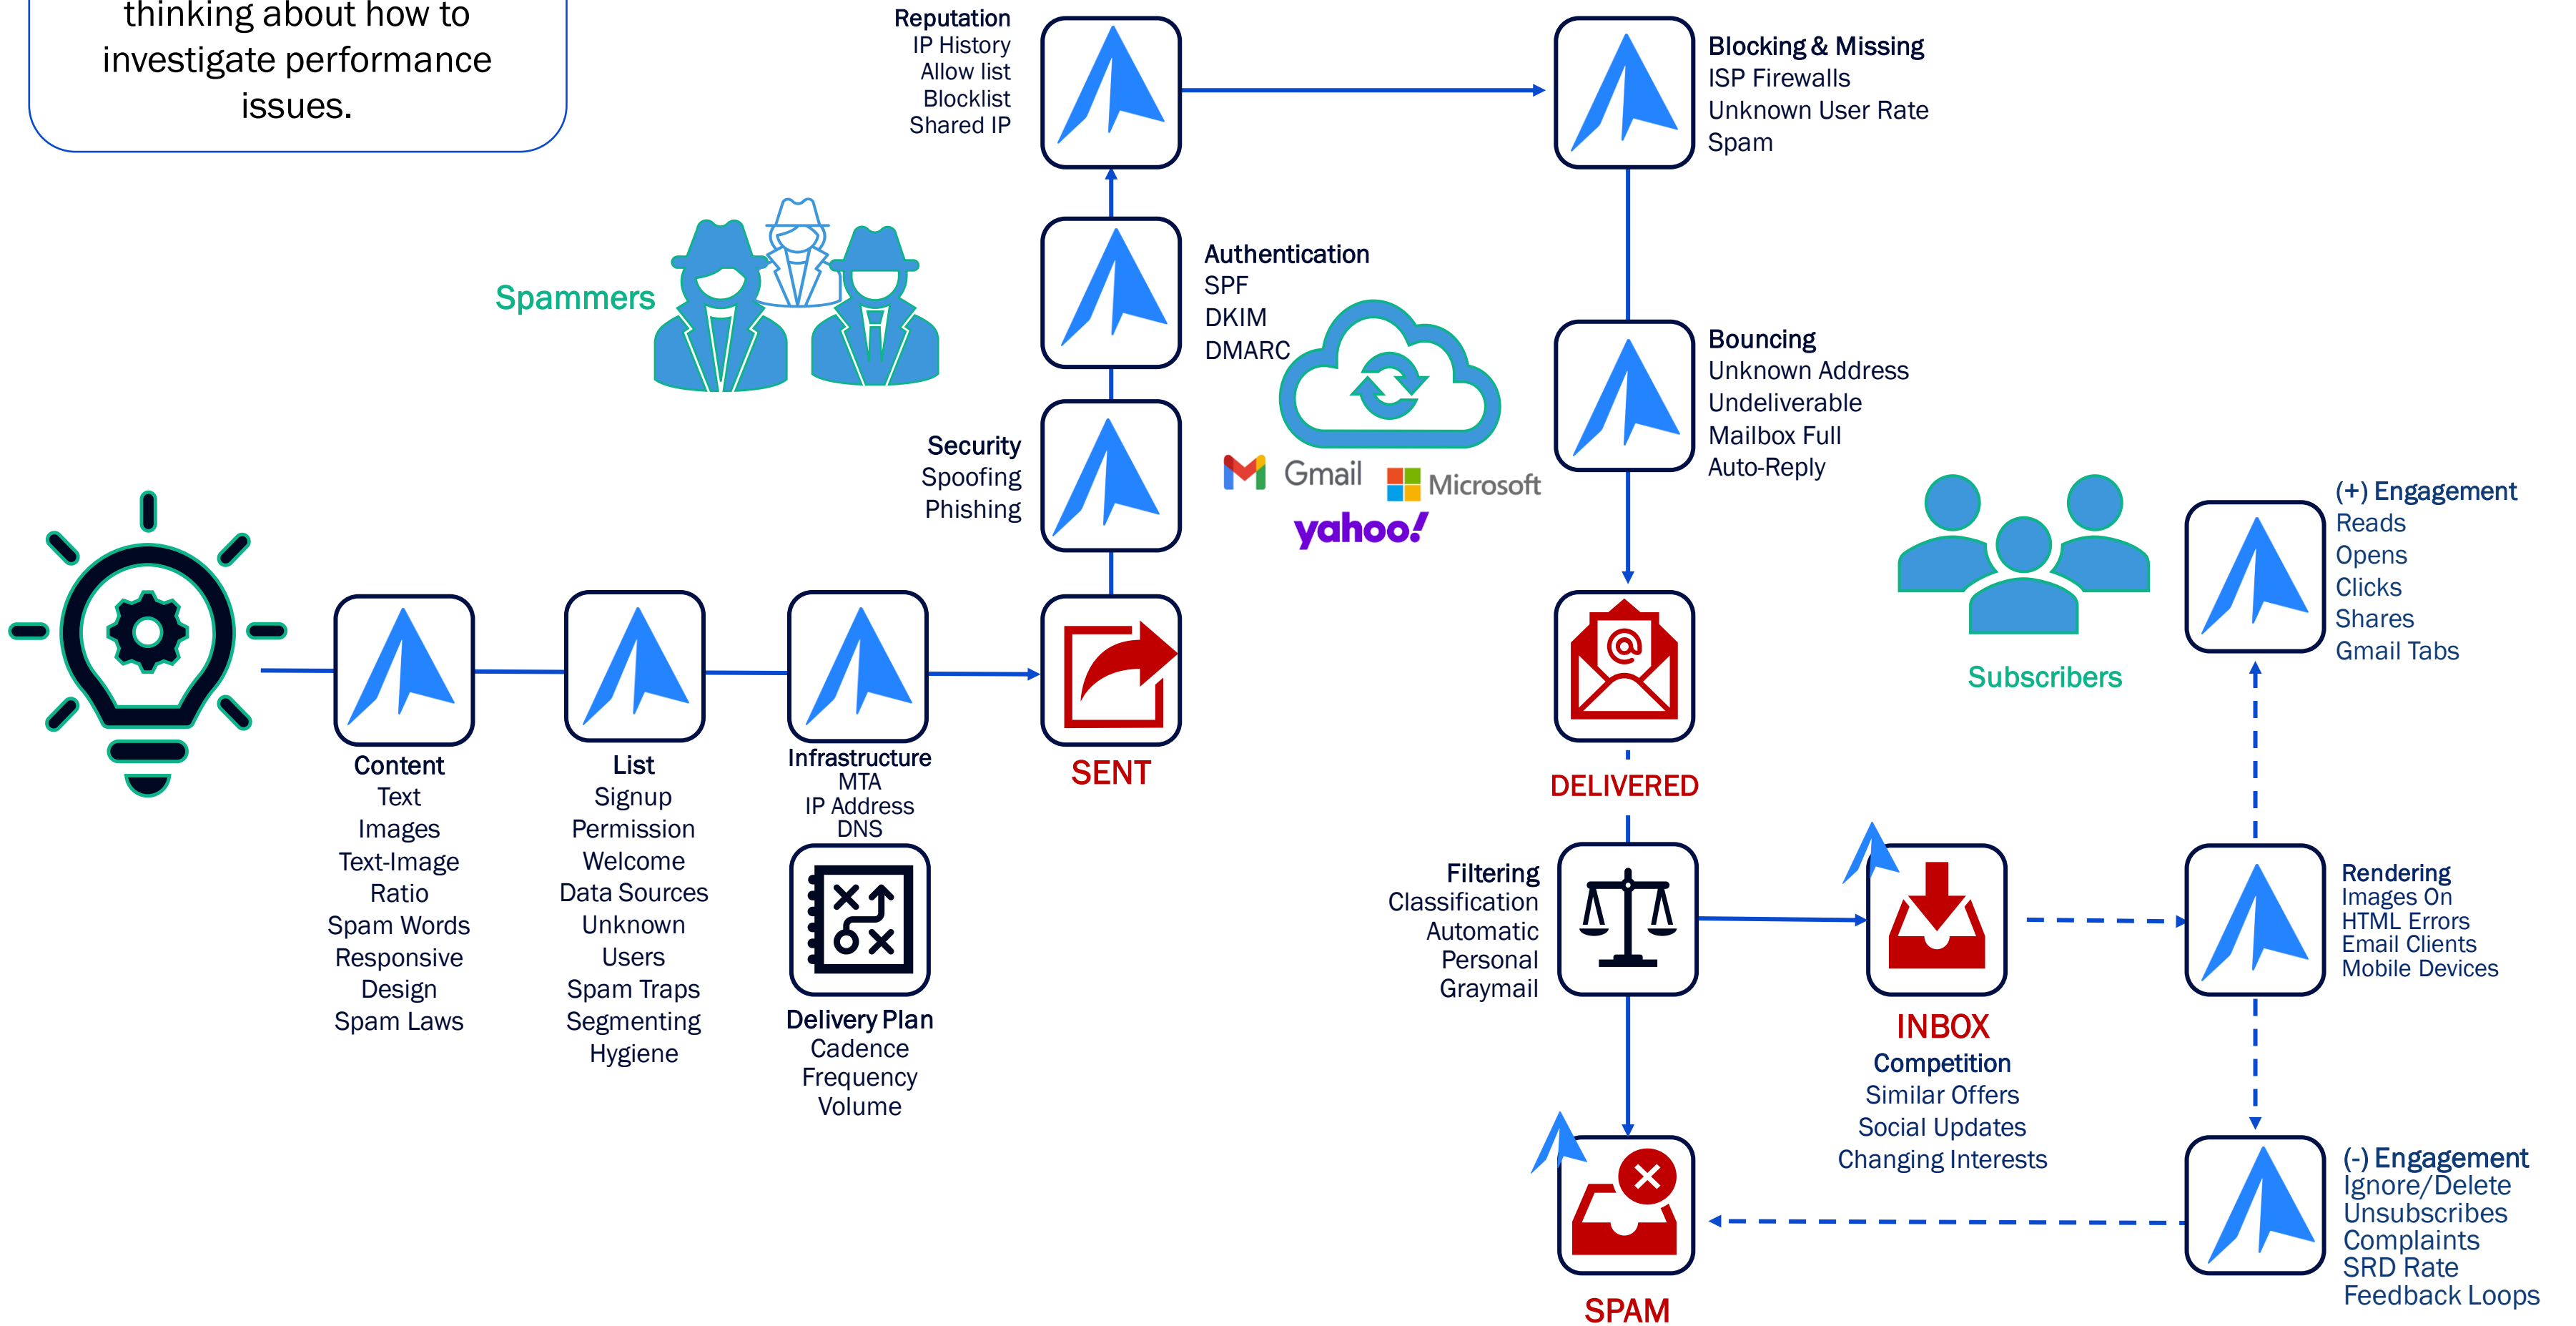 thinking about how to
investigate performance
issues.
Reputation
IP History
Allow list
Blocklist
Shared IP
Blocking & Missing
ISP Firewalls
Unknown User Rate
Spam
Spammers
Authentication
SPF
DKIM
DMARC
Security
Spoofing
Phishing
Gmail
Microsoft
yahoo!
Bouncing
Unknown Address
Undeliverable
Mailbox Full
Auto-Reply
Subscribers
(+) Engagement
Reads
Opens
Clicks
Shares
Gmail Tabs
Content
Text
Images
Text-Image
Ratio
Spam Words
Responsive
Design
Spam Laws
List
Signup
Permission
Welcome
Data Sources
Unknown
Users
Spam Traps
Segmenting
Hygiene
Infrastructure
MTA
IP Address
DNS
Delivery Plan
Cadence
Frequency
Volume
SENT
@
DELIVERED
Filtering
Classification
Automatic
Personal
Graymail
INBOX
Competition
Similar Offers
Social Updates
Changing Interests
Rendering
Images On
HTML Errors
Email Clients
Mobile Devices
SPAM
(-) Engagement
Ignore/Delete
Unsubscribes
Complaints
SRD Rate
Feedback Loops